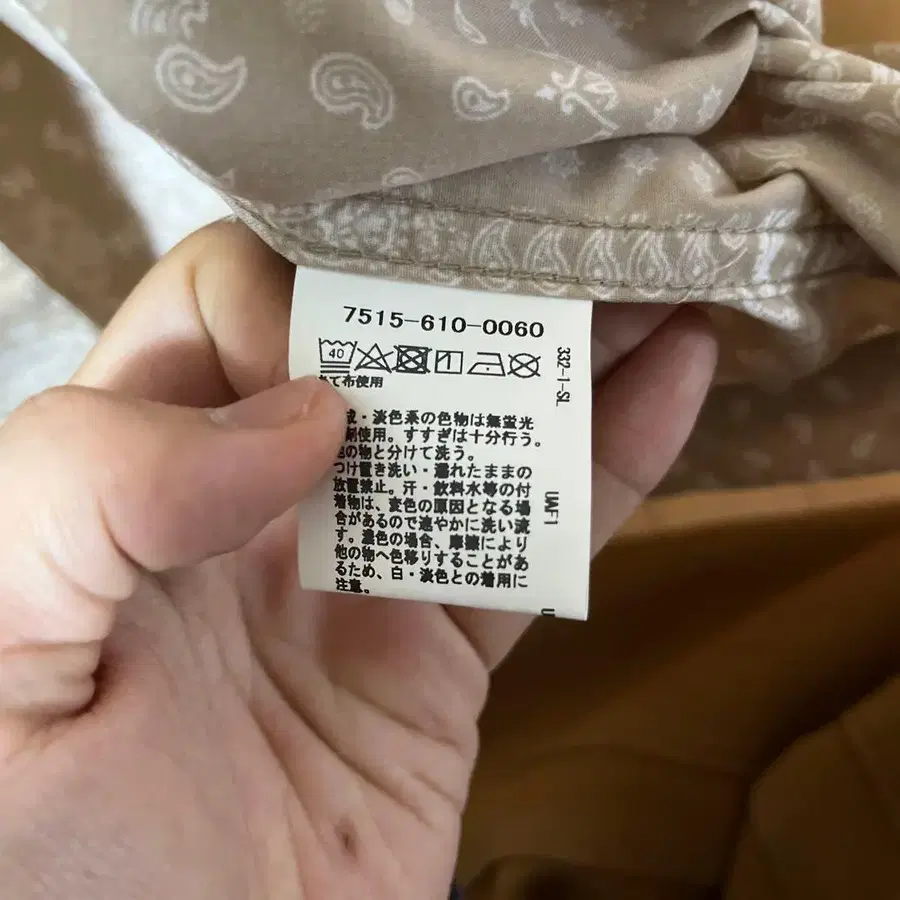 7515-610-0060
40
て布使用
・淡色系の色物は無蛍光
剤使用。すすぎは十分行う。
の物と分けて洗う。
つけ置き洗い・濡れたままの
放置禁止。汗・飲料水等の付
着物は、変色の原因となる場
合があるので速やかに洗い流
す。濃色の場合、摩擦により
他の物へ色移りすることがあ
るため、白・淡色との着用に
注意。
332-1-SL
UAF1